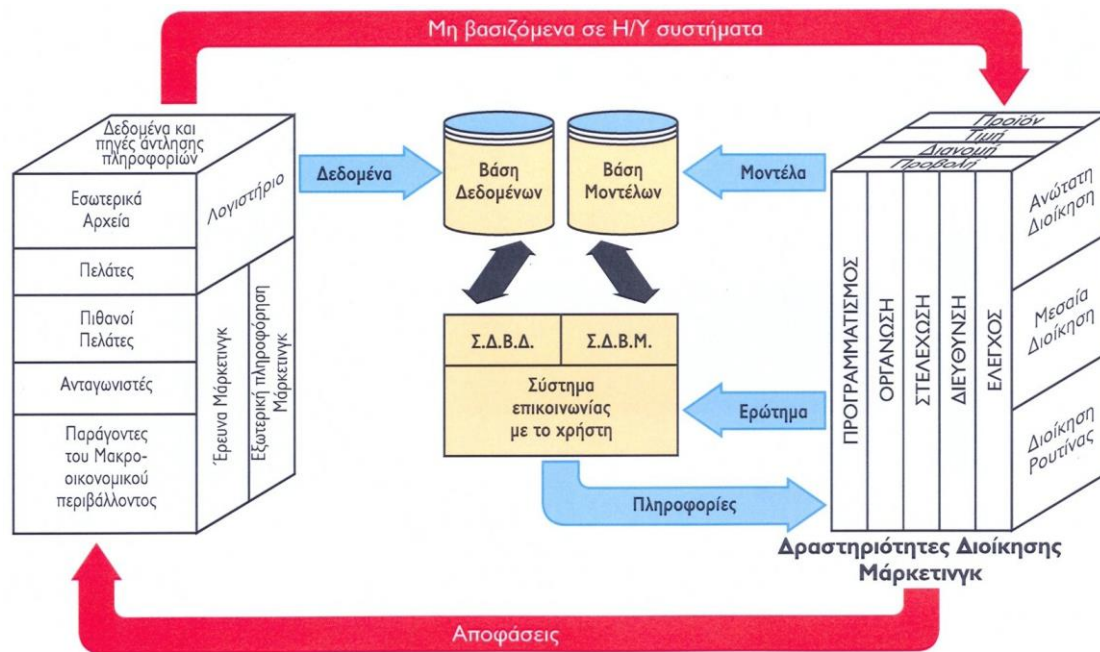 Μη βασιζόμενα σε Η/Υ συστήματα
Δεδομένα και
πηγές άντλησης
πληροφοριών
Εσωτερικά
Αρχεία
Πελάτες
Πιθανοί
Πελάτες
Ανταγωνιστές
Παράγοντες
του Μακρο-
οικονομικού
περιβάλλοντος
Λογιστήριο
Έρευνα Μάρκετινγκ
Εξωτερική πληροφόρηση
Μάρκετινγκ
Δεδομένα
Βάση
Δεδομένων
Βάση
Μοντέλων
Μοντέλα
Σ.Δ.Β.Δ.
Σ.Δ.Β.Μ.
Σύστημα
επικοινωνίας
με το χρήστη
Ερώτημα
Πληροφορίες
Προϊόν
Τιμή
Διανομή
Προβολή
ΠΡΟΓΡΑΜΜΑΤΙΣΜΟΣ
ΟΡΓΑΝΩΣΗ
ΣΤΕΛΕΧΩΣΗ
ΔΙΕΥΘΥΝΣΗ
ΕΛΕΓΧΟΣ
Ανώτατη
Διοίκηση
Μεσαία
Διοίκηση
Διοίκηση
Ρουτίνας
Δραστηριότητες Διοίκησης
Μάρκετινγκ
Αποφάσεις